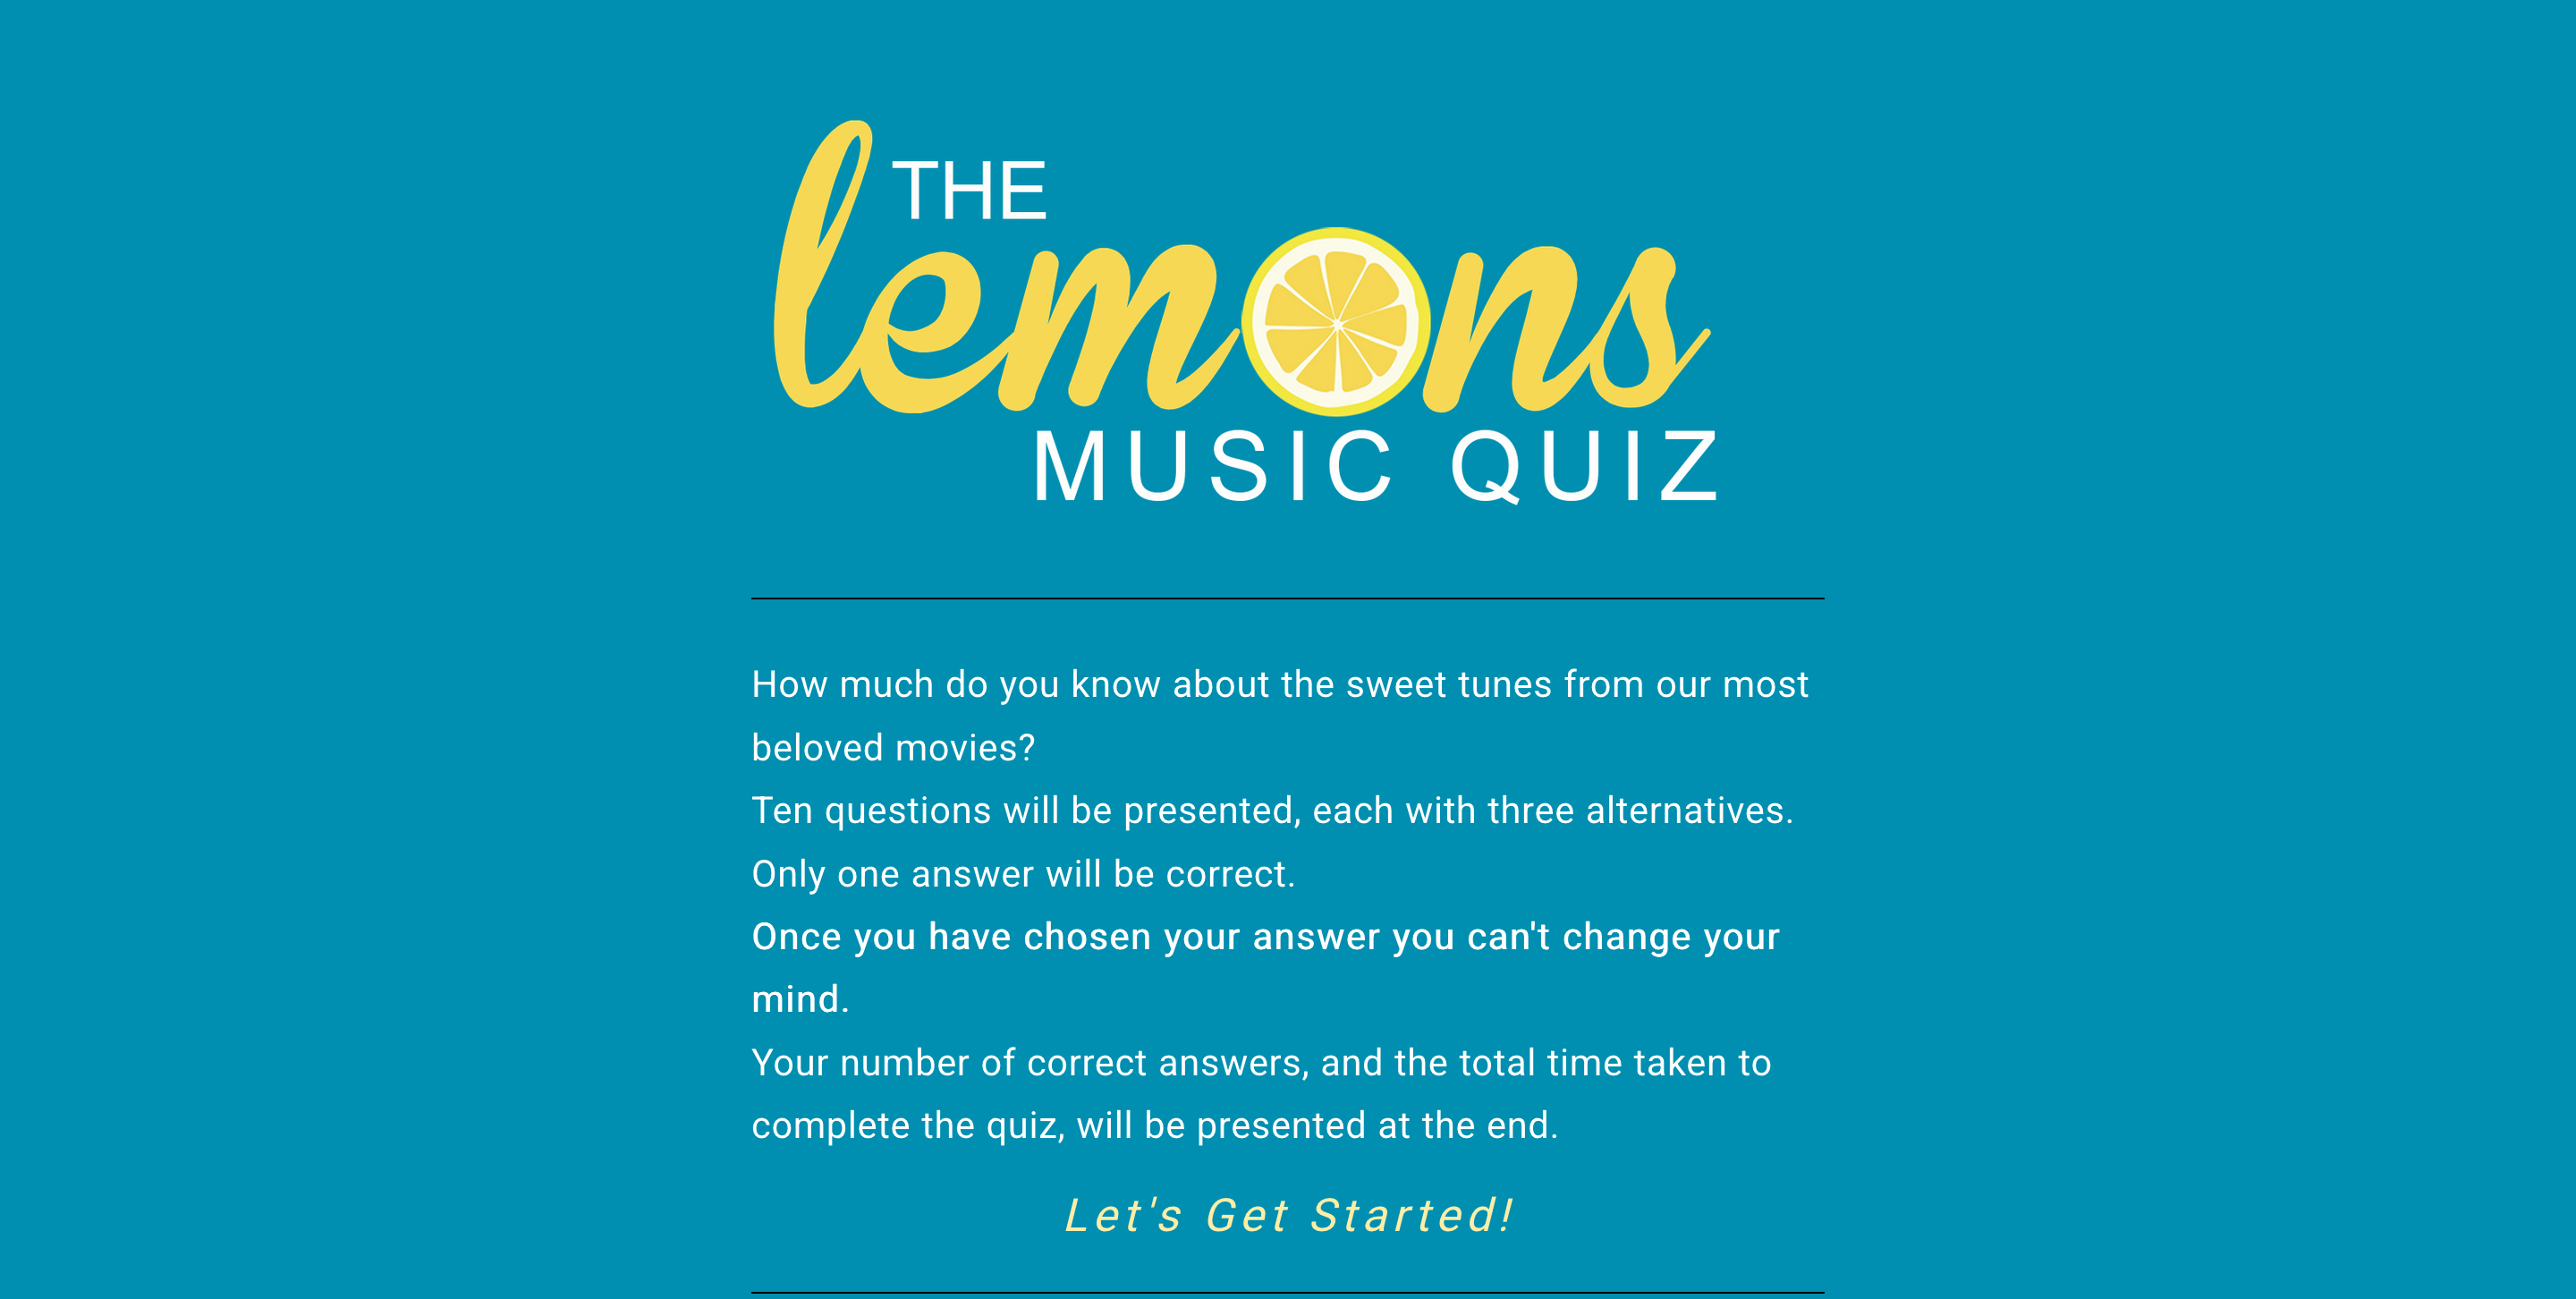 THE
lemons
MUSIC QUIZ
How much do you know about the sweet tunes from our most
beloved movies?
Ten questions will be presented, each with three alternatives.
Only one answer will be correct.
Once you have chosen your answer you can't change your
mind.
Your number of correct answers, and the total time taken to
complete the quiz, will be presented at the end.
Let's Get Started!